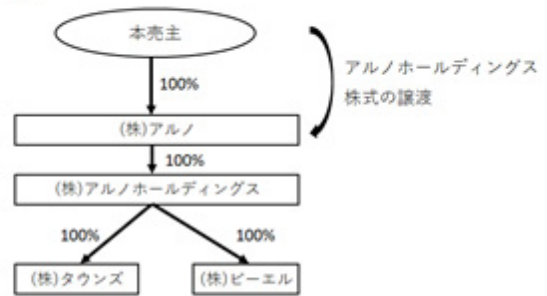 本売主
100%
アルノホールディングス
株式の譲渡
(株)アルノ
100%
(株)アルノホールディングス
100%
100%
(株)タウンズ
(株)ビーエル